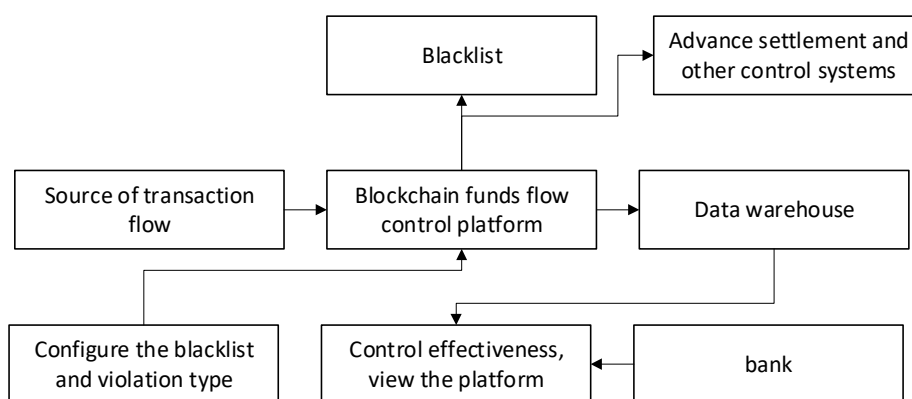 Blacklist
Advance settlement and
other control systems
Source of transaction
flow
Blockchain funds flow
control platform
Data warehouse
Configure the blacklist
and violation type
Control effectiveness,
view the platform
bank